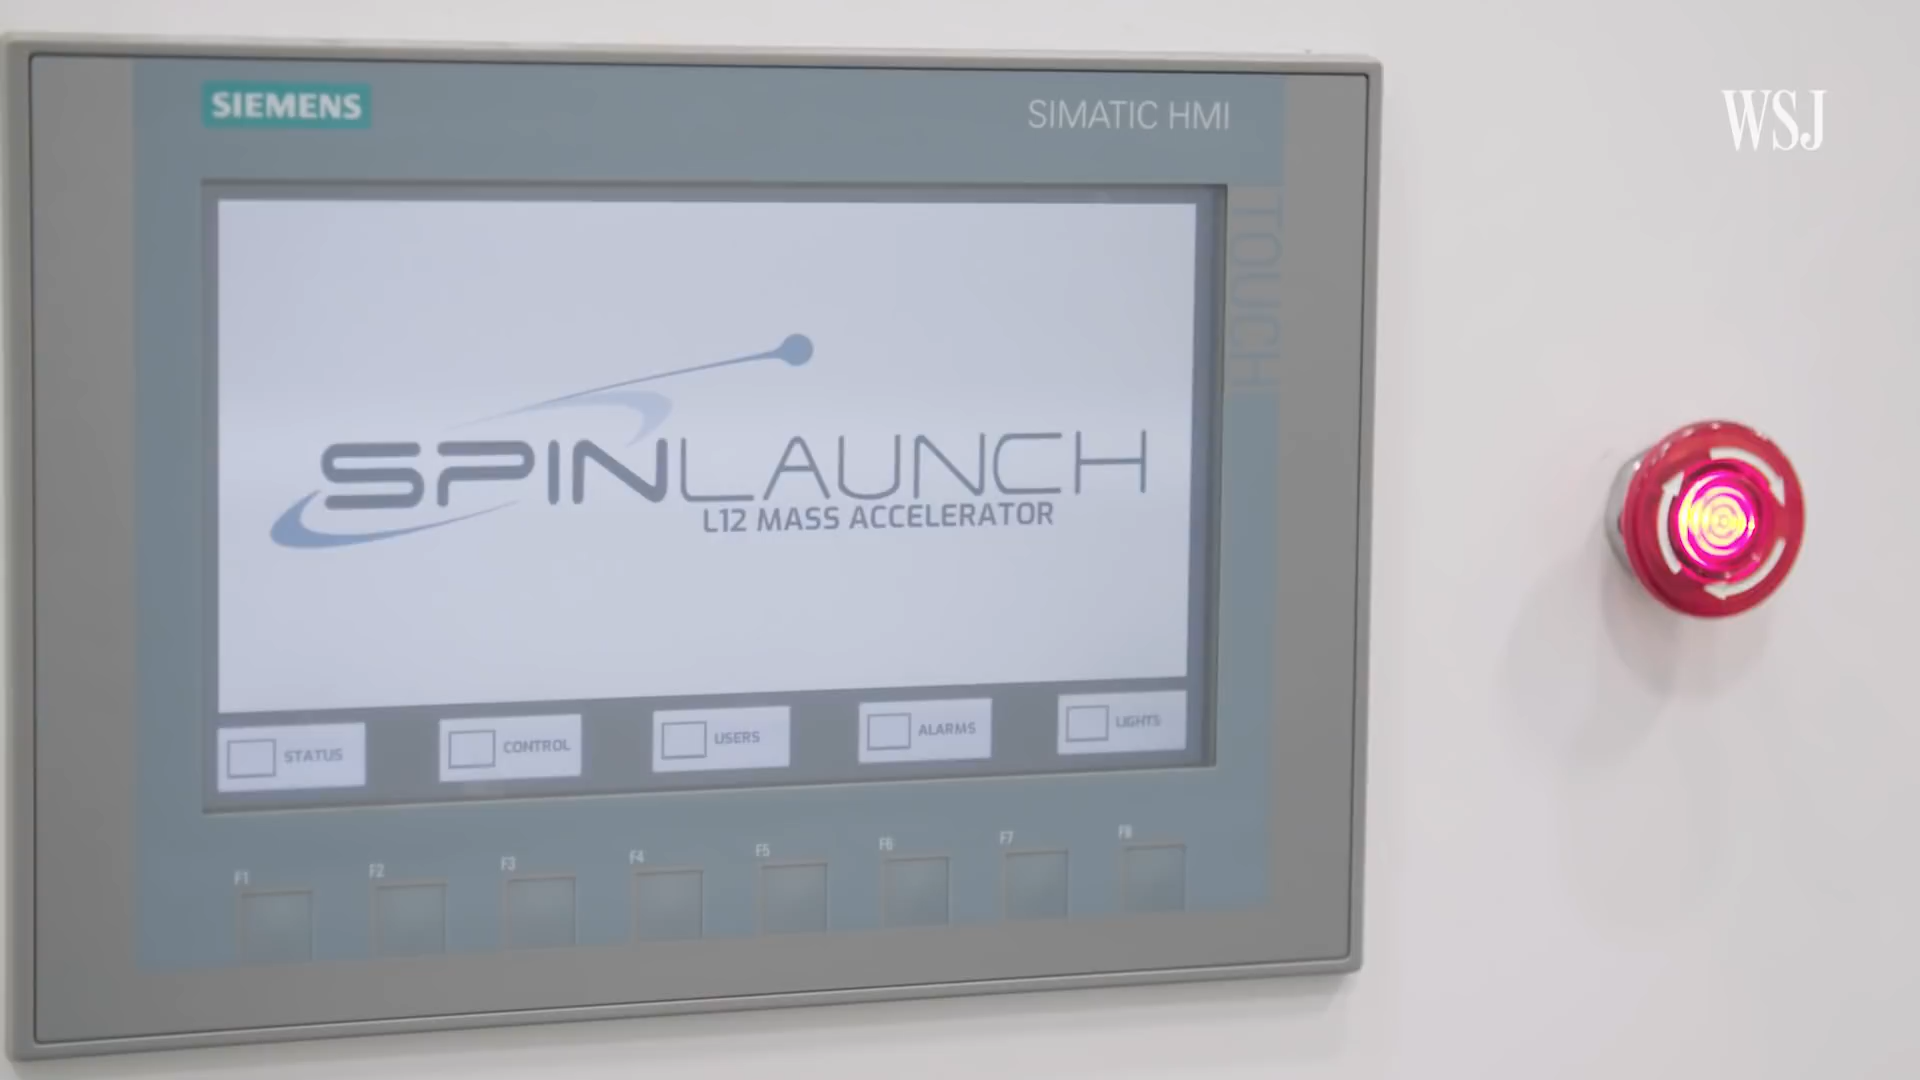 SIEMENS
SIMATIC HMI
WSJ
TOUCH
SPINLAUNCH
L12 MASS ACCELERATOR
STATUS
CONTROL
USERS
ALARMS
LIGHTS
F1
F2
F3
F4
F5
F6
F7
F8